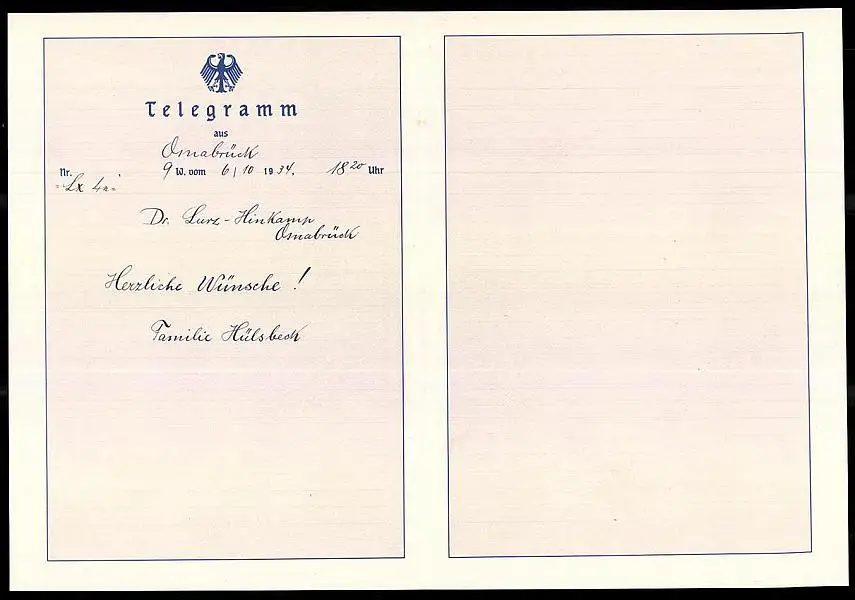 Telegramm
aus
Osnabrück
Nr. 9 W. vom 6/10 1934. 18 20 Uhr
=Lx 4a=
Dr. Lurz-Hinkamp
Osnabrück
Herzliche Wünsche!
Familie Hülsbeck